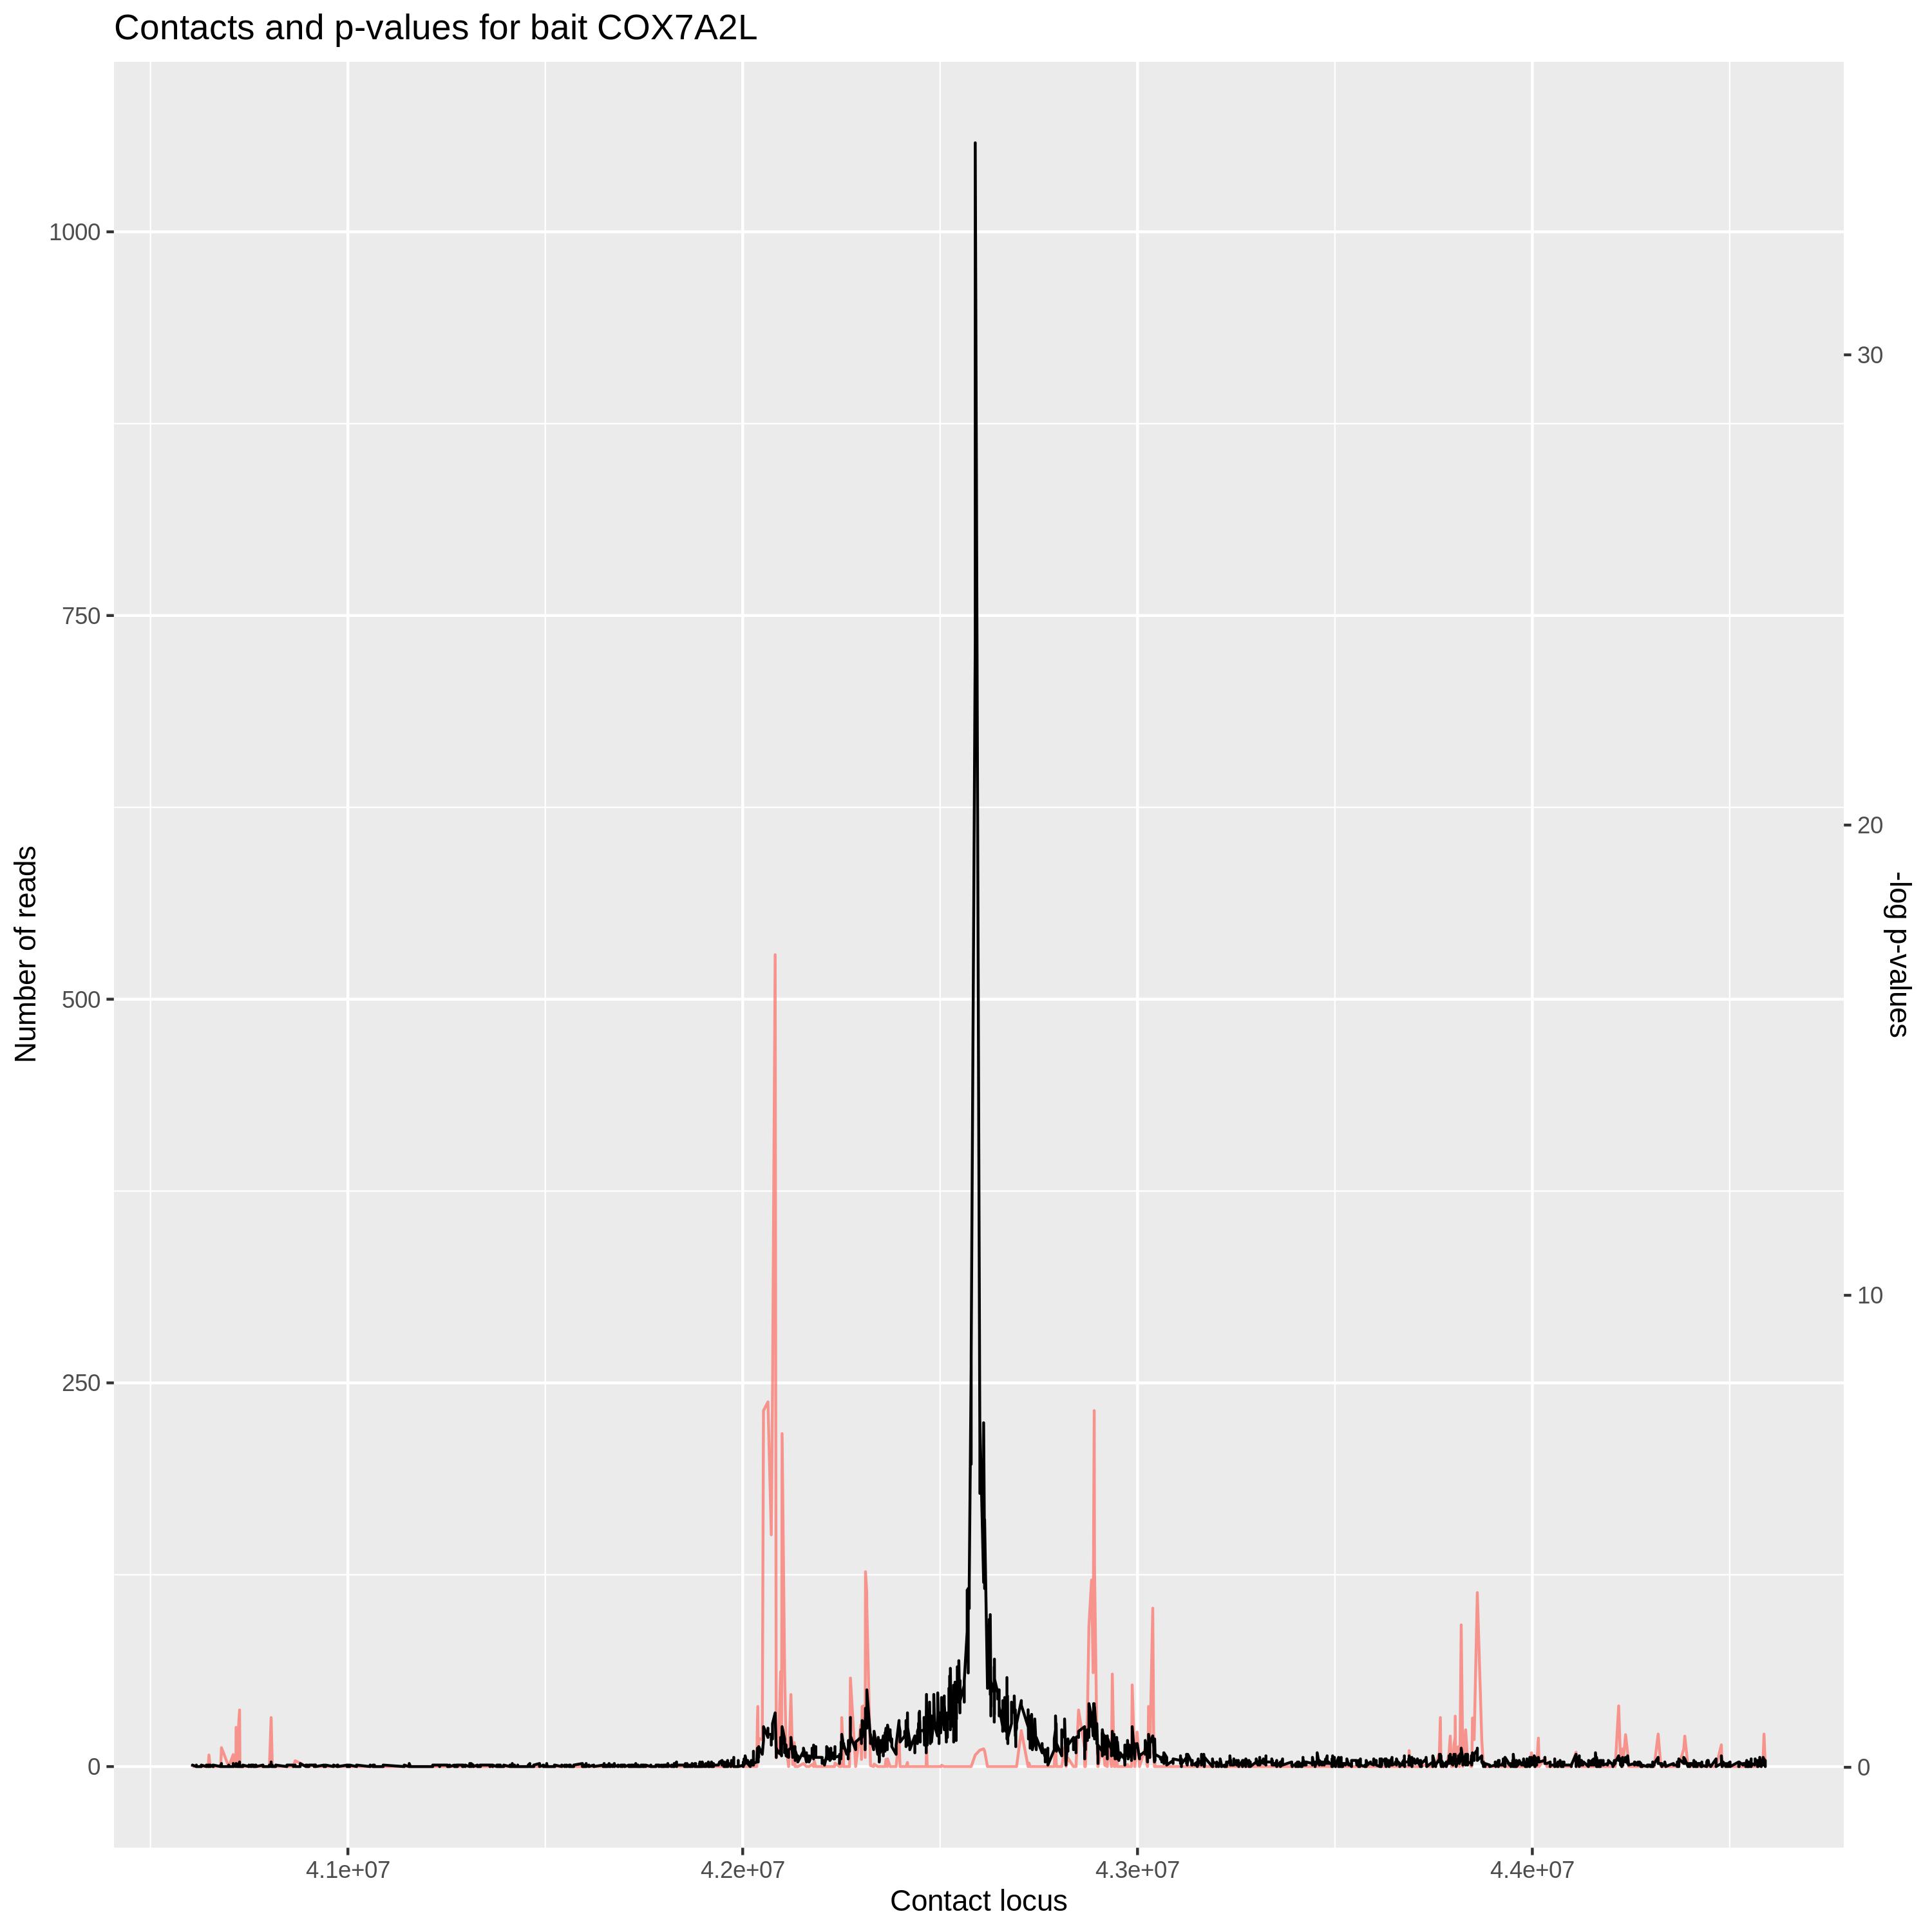 Contacts and p-values for bait COX7A2L
1000
750
500
250
0
Number of reads
30
20
10
0
-log p-values
4.1e+07
4.2e+07
4.3e+07
4.4e+07
Contact locus